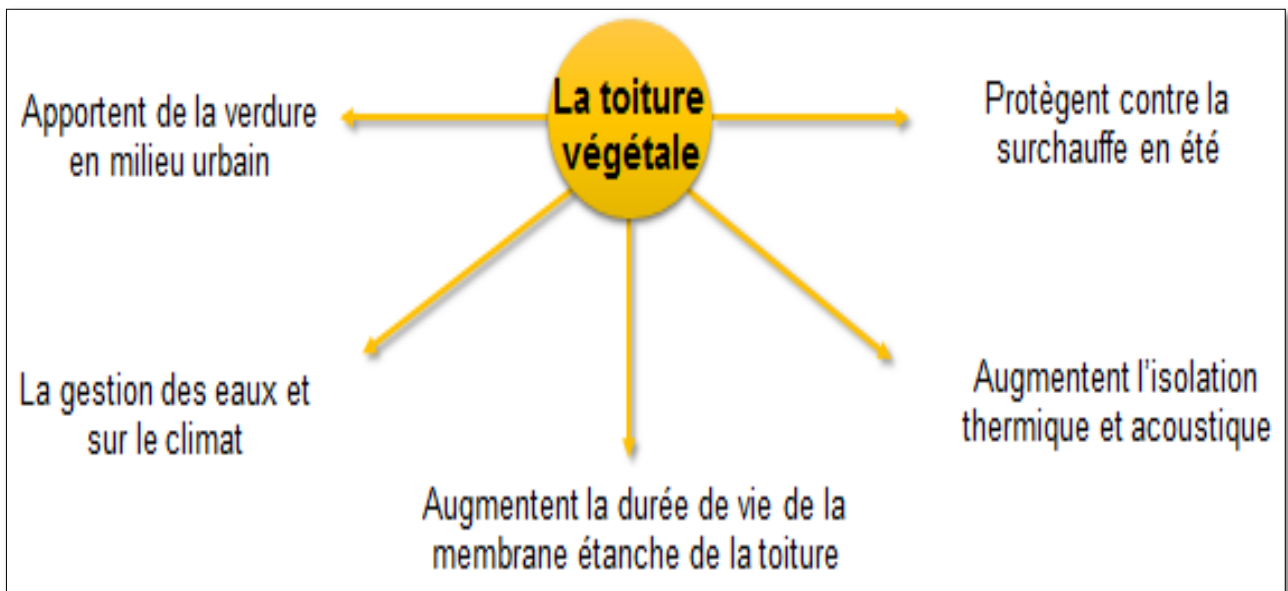 La toiture
végétale
Apportent de la verdure
en milieu urbain
Protègent contre la
surchauffe en été
La gestion des eaux et
sur le climat
Augmentent l'isolation
thermique et acoustique
Augmentent la durée de vie de la
membrane étanche de la toiture